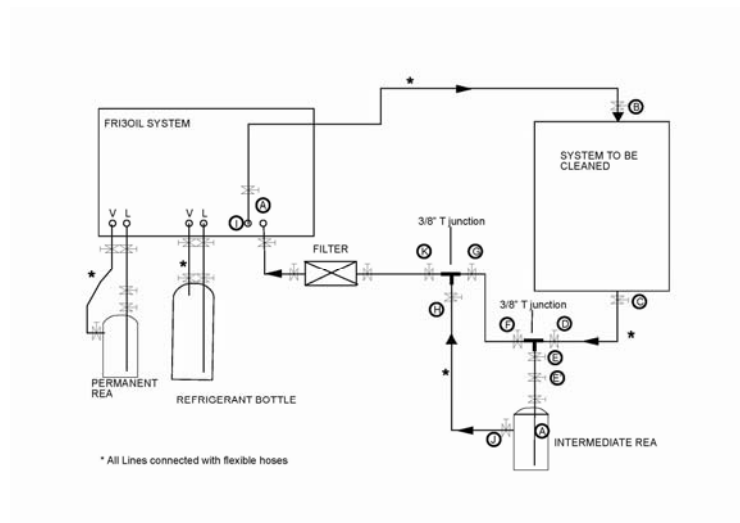 *
B
FRI3OIL SYSTEM
SYSTEM TO BE
CLEANED
A
V L
V L
I
3/8" T junction
FILTER
K
G
*
*
H
3/8" T junction
C
F
D
*
E
*
E
PERMANENT
REA
REFRIGERANT BOTTLE
J
A
INTERMEDIATE REA
* All Lines connected with flexible hoses